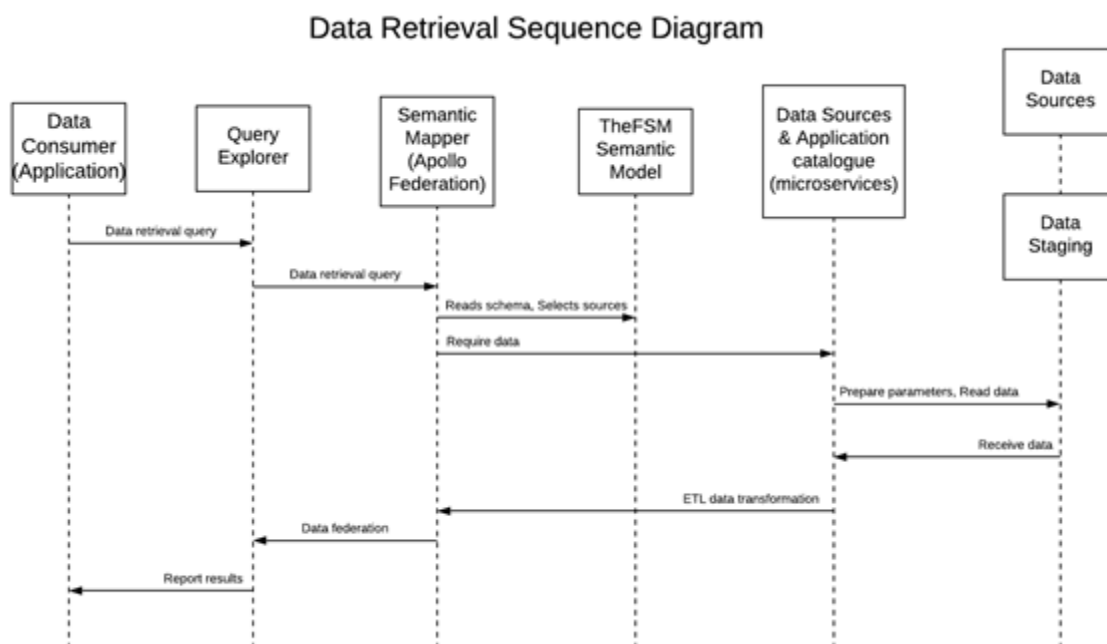 Data Retrieval Sequence Diagram
Data
Sources
Data
Consumer
(Application)
Query
Explorer
Semantic
Mapper
(Apollo
Federation)
TheFSM
Semantic
Model
Data Sources
& Application
catalogue
(microservices)
Data
Staging
Data retrieval query
Data retrieval query
Reads schema, Selects sources
Require data
Prepare parameters, Read data
Receive data
ETL data transformation
Data federation
Report results